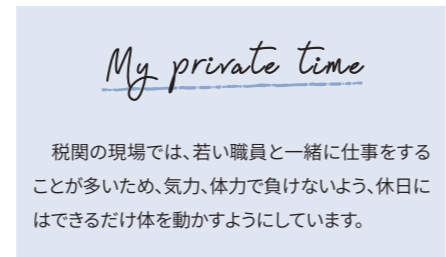 My private time
税関の現場では、若い職員と一緒に仕事をする
ことが多いため、気力、体力で負けないよう、休日に
はできるだけ体を動かすようにしています。